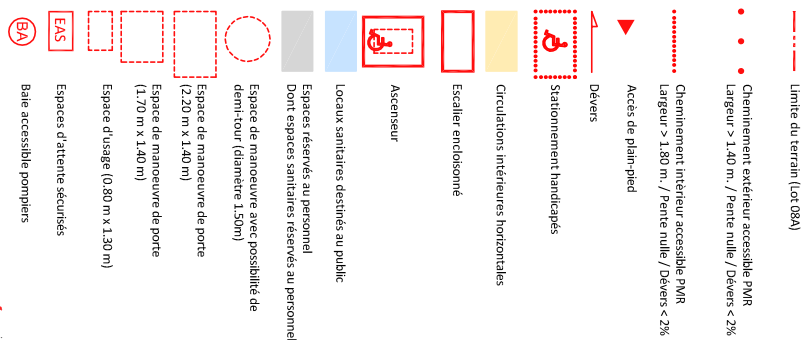 Limite du terrain (Lot 08A)
Cheminement extérieur accessible PMR
Largeur > 1.40 m. / Pente nulle / Dévers < 2%
Cheminement intèrieur accessible PMR
Largeur > 1.80 m. / Pente nulle / Dévers < 2%
Accès de plain-pied
Dévers
Stationnement handicapés
Circulations intérieures horizontales
Escalier encloisonné
Ascenseur
Locaux sanitaires destinés au public
Espaces réservés au personnel
Dont espaces sanitaires réservés au personnel
Espace de manoeuvre avec possibilité de
demi-tour (diamètre 1.50m)
Espace de manoeuvre de porte
(2.20 m x 1.40 m)
Espace de manoeuvre de porte
(1.70 m x 1.40 m)
Espace d'usage (0.80 m x 1.30 m)
EAS
Espaces d'attente sécurisés
BA
Baie accessible pompiers